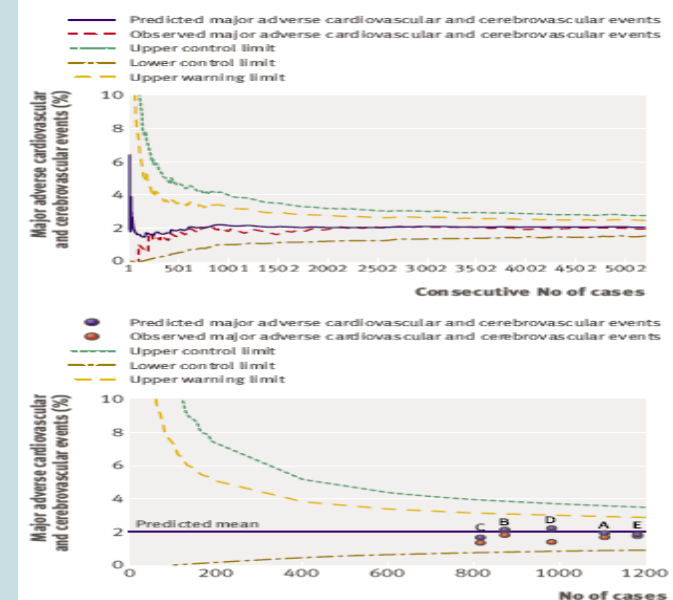 Predicted major adverse cardiovascular and cerebrovascular events
Observed major adverse cardiovascular and cerebrovascular events
Upper control limit
Lower control limit
Upper warning limit
Major adverse cardiovascular
and cerebrovascular events (%)
10
8
6
4
2
0
1 501 1001 1502 2002 2502 3002 3502 4002 4502 5002
Consecutive No of cases
Predicted major adverse cardiovascular and cerebrovascular events
Observed major adverse cardiovascular and cerebrovascular events
Upper control limit
Lower control limit
Upper warning limit
Major adverse cardiovascular
and cerebrovascular events (%)
10
8
6
4
2
0
Predicted mean
C B D A E
0 200 400 600 800 1000 1200
No of cases